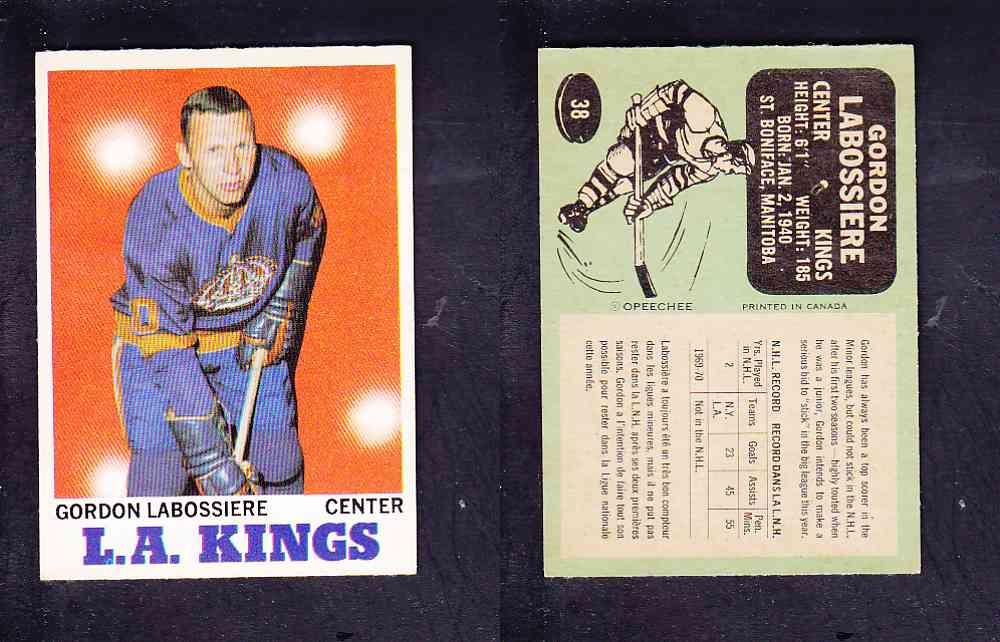 GORDON LABOSSIERE CENTER
L.A. KINGS
38
GORDON
LABOSSIERE
CENTER KINGS
HEIGHT: 6'1" WEIGHT: 185
BORN: JAN. 2, 1940
ST. BONIFACE, MANITOBA
© OPEECHEE PRINTED IN CANADA
Gordon has always been a top scorer in the
Minor leagues, but could not stick in the N.H.L.
after his first two seasons — highly touted when
he was a junior, Gordon intends to make a
serious bid to "stick" in the big league this year.
N.H.L. RECORD RECORD DANS LA L.N.H.
Yrs. Played in N.H.L. Teams Goals Assists Pen. Mins.
2 N.Y. L.A. 23 45 55
1969-70 Not in the N.H.L.
Labossière a toujours été un très bon compteur
dans les ligues mineures, mais il ne put pas
rester dans la L.N.H. après ses deux premières
saisons. Gordon a l'intention de faire tout son
possible pour rester dans la Ligue nationale
cette année.